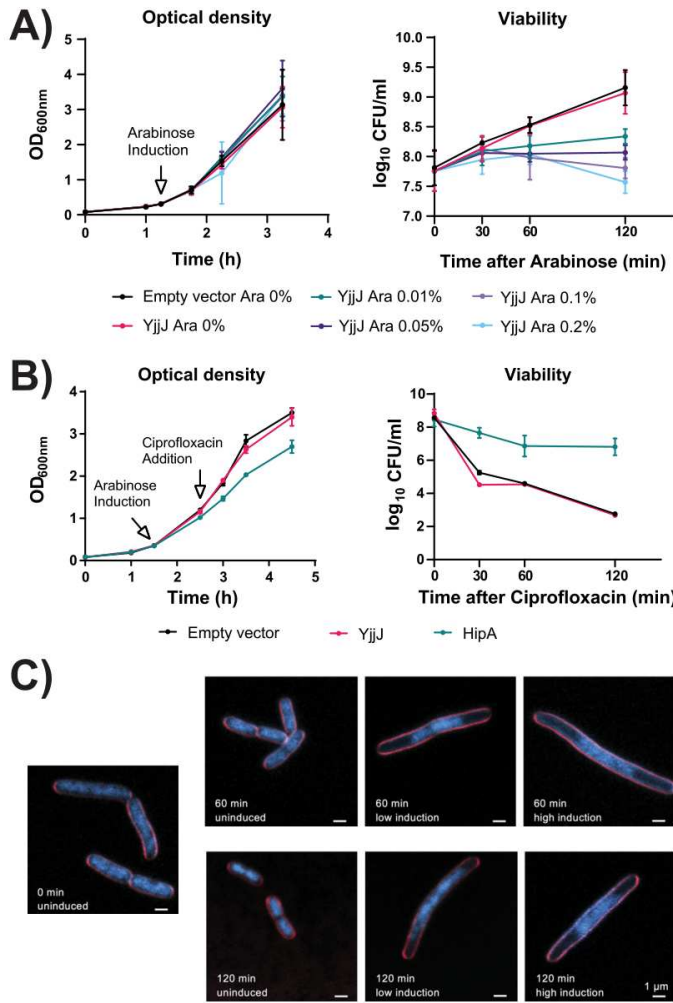 A)
Optical density
OD600nm
5
4
3
2
1
0
Arabinose
Induction
0 1 2 3 4
Time (h)
Viability
log10 CFU/ml
10.0
9.5
9.0
8.5
8.0
7.5
7.0
0 30 60 120
Time after Arabinose (min)
Empty vector Ara 0%
YjjJ Ara 0%
YjjJ Ara 0.01%
YjjJ Ara 0.05%
YjjJ Ara 0.1%
YjjJ Ara 0.2%
B)
Optical density
OD600nm
4
3
2
1
0
Ciprofloxacin
Addition
Arabinose
Induction
0 1 2 3 4 5
Time (h)
Viability
log10 CFU/ml
10
8
6
4
2
0
0 30 60 120
Time after Ciprofloxacin (min)
Empty vector
YjjJ
HipA
C)
0 min
uninduced
60 min
uninduced
60 min
low induction
60 min
high induction
120 min
uninduced
120 min
low induction
120 min
high induction
1 µm